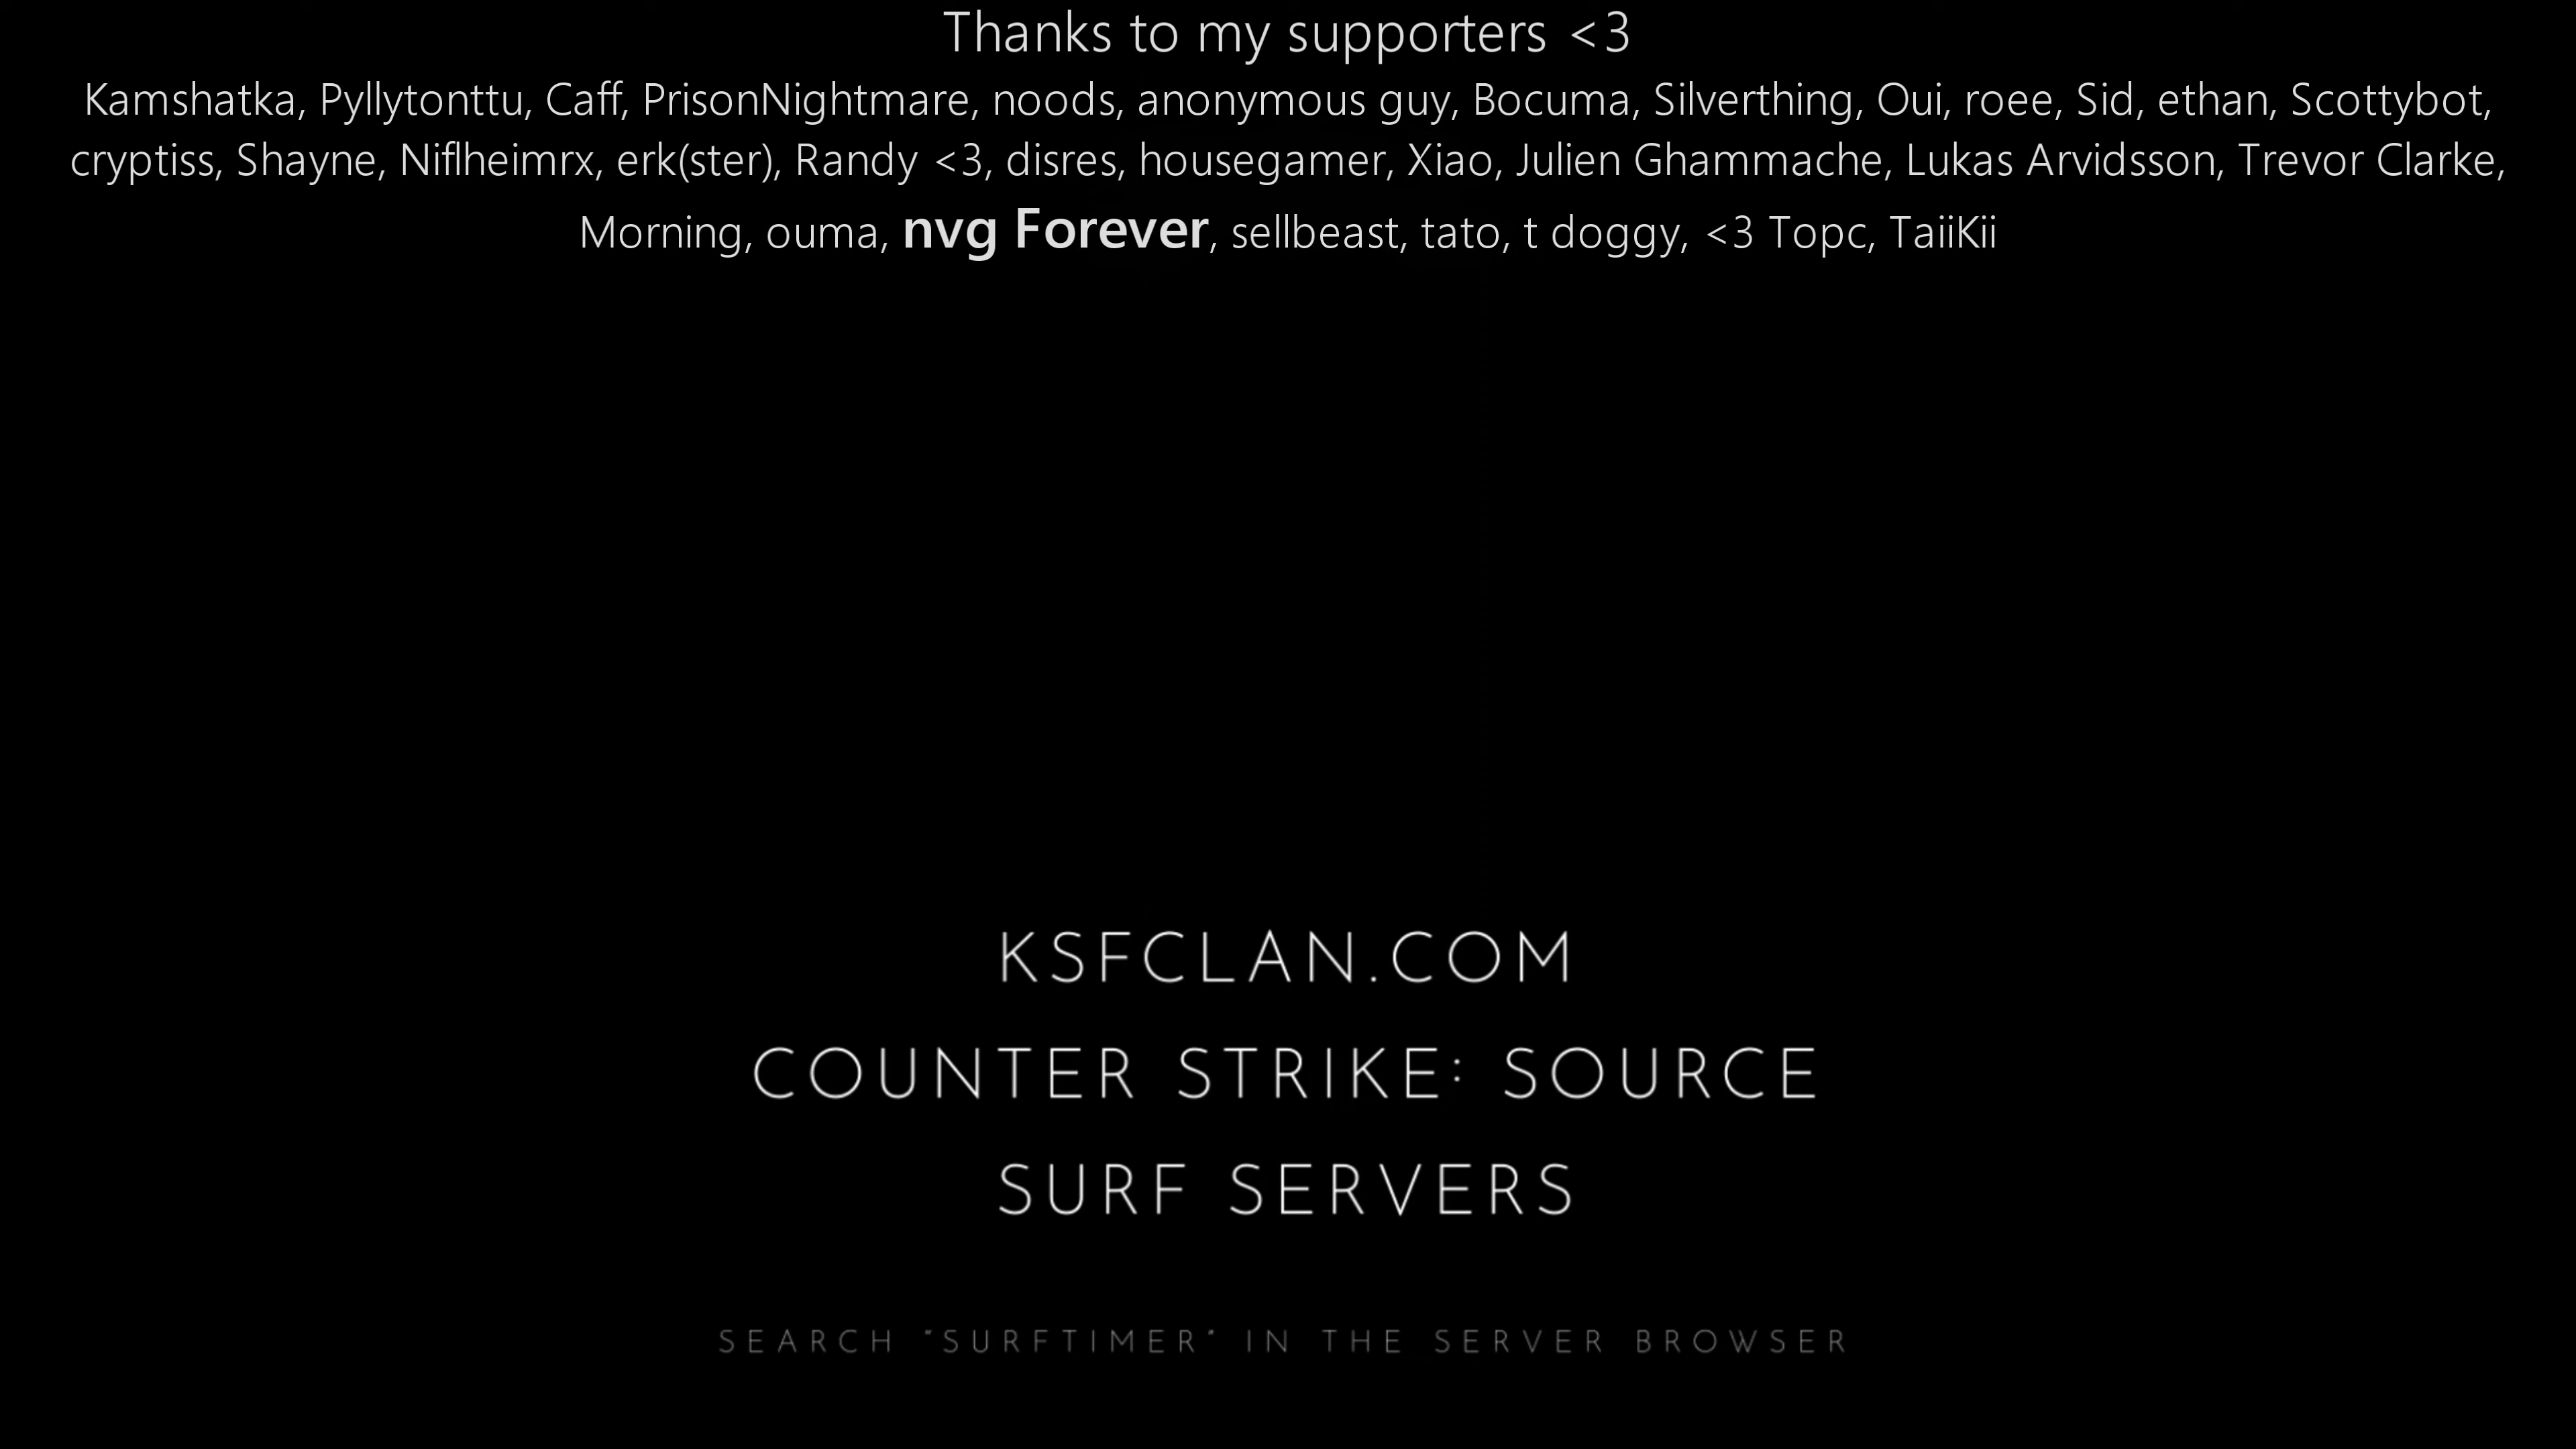 Thanks to my supporters <3
Kamshatka, Pyllytonttu, Caff, PrisonNightmare, noods, anonymous guy, Bocuma, Silverthing, Oui, roee, Sid, ethan, Scottybot,
cryptiss, Shayne, Niflheimrx, erk(ster), Randy <3, disres, housegamer, Xiao, Julien Ghammache, Lukas Arvidsson, Trevor Clarke,
Morning, ouma, nvg Forever, sellbeast, tato, t doggy, <3 Topc, TaiiKii
KSFCLAN.COM
COUNTER STRIKE: SOURCE
SURF SERVERS
SEARCH "SURFTIMER" IN THE SERVER BROWSER